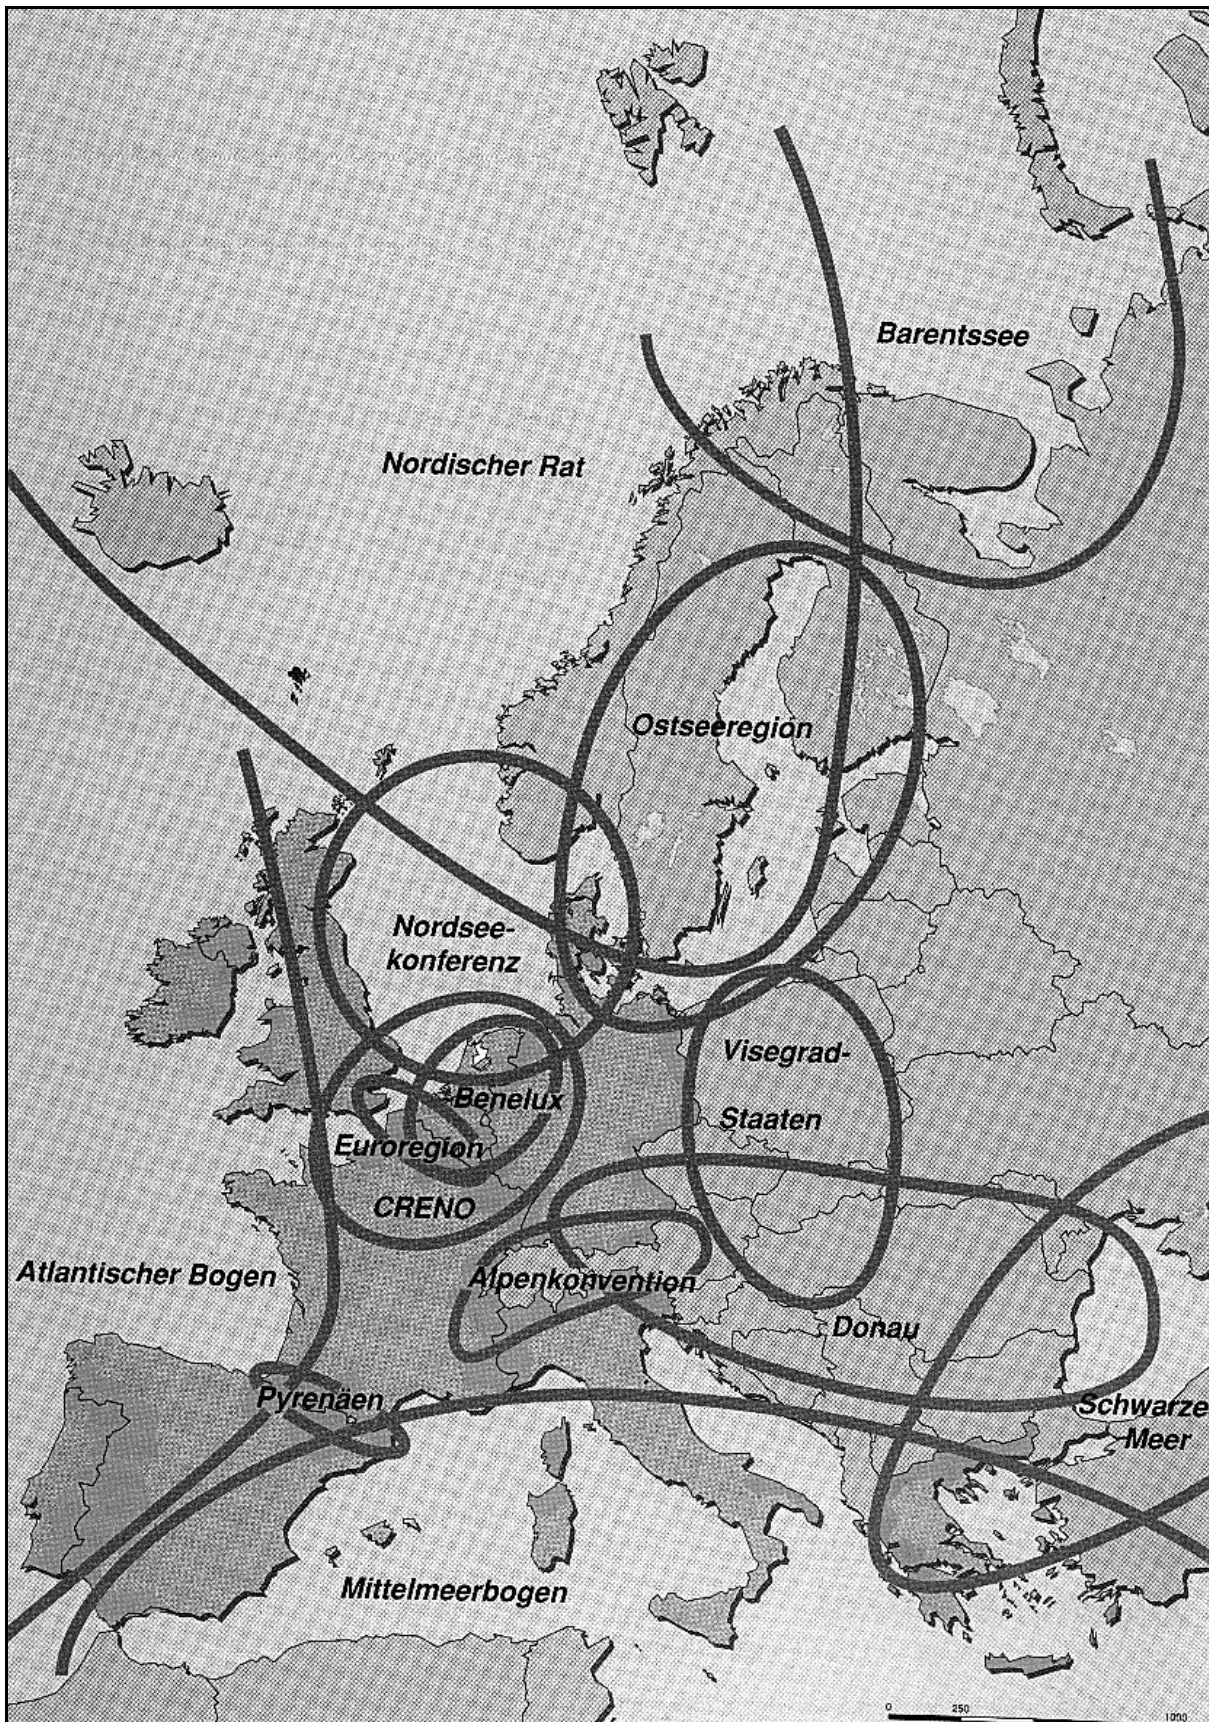 Barentssee
Nordischer Rat
Ostseeregion
Nordsee-
konferenz
Visegrad-
Benelux
Staaten
Euroregion
CRENO
Atlantischer Bogen
Alpenkonvention
Donau
Pyrenäen
Schwarze
Meer
Mittelmeerbogen
0 250 1000